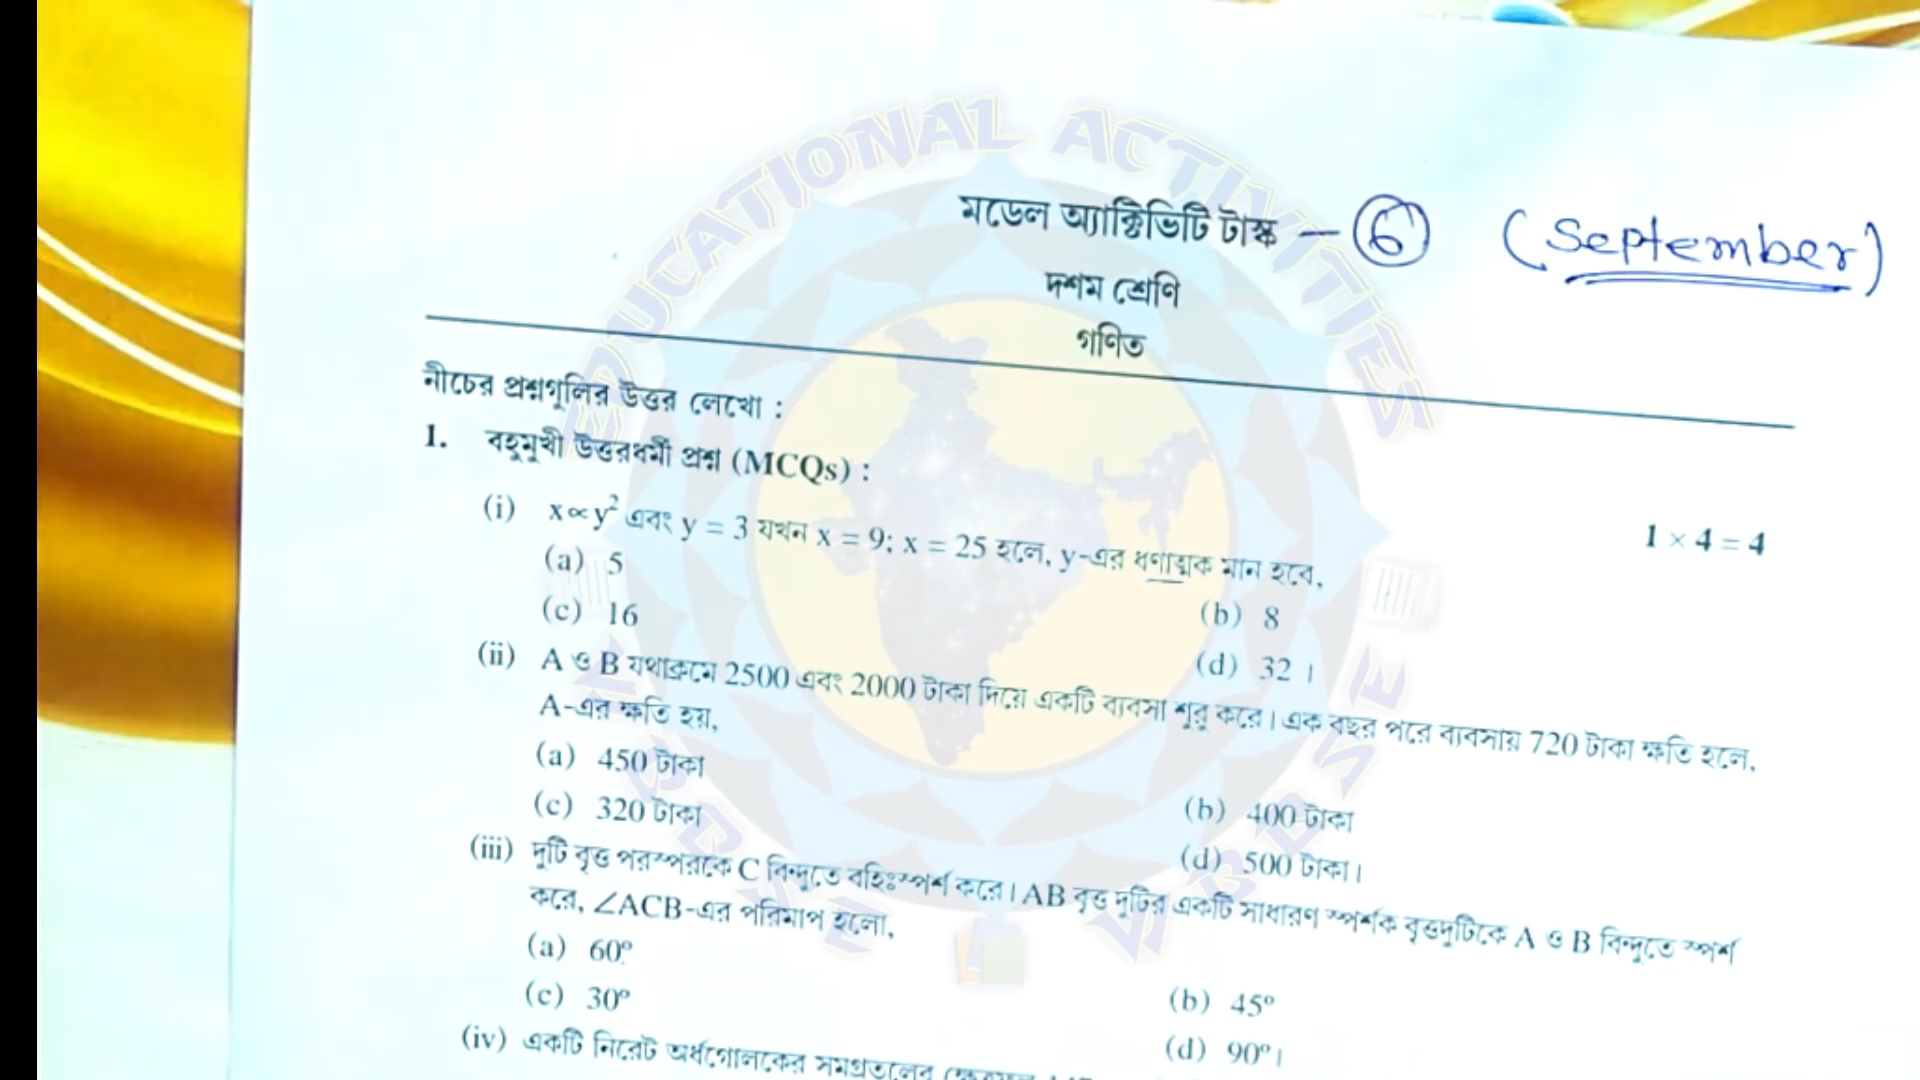 EDUCATIONAL ACTIVITIES
মডেল অ্যাক্টিভিটি টাস্ক — 6 (September)
দশম শ্রেণি
গণিত
নীচের প্রশ্নগুলির উত্তর লেখো :
1. বহুমুখী উত্তরধর্মী প্রশ্ন (MCQs) : 1 × 4 = 4
(i) x∝y² এবং y = 3 যখন x = 9; x = 25 হলে, y-এর ধণাত্মক মান হবে,
(a) 5 (b) 8
(c) 16 (d) 32 ।
(ii) A ও B যথাক্রমে 2500 এবং 2000 টাকা দিয়ে একটি ব্যবসা শুরু করে। এক বছর পরে ব্যবসায় 720 টাকা ক্ষতি হলে,
A-এর ক্ষতি হয়,
(a) 450 টাকা (b) 400 টাকা
(c) 320 টাকা (d) 500 টাকা।
(iii) দুটি বৃত্ত পরস্পরকে C বিন্দুতে বহিঃস্পর্শ করে। AB বৃত্ত দুটির একটি সাধারণ স্পর্শক বৃত্তদুটিকে A ও B বিন্দুতে স্পর্শ
করে, ∠ACB-এর পরিমাপ হলো,
(a) 60° (b) 45°
(c) 30° (d) 90°।
(iv) একটি নিরেট অর্ধগোলকের সমগ্রতলের